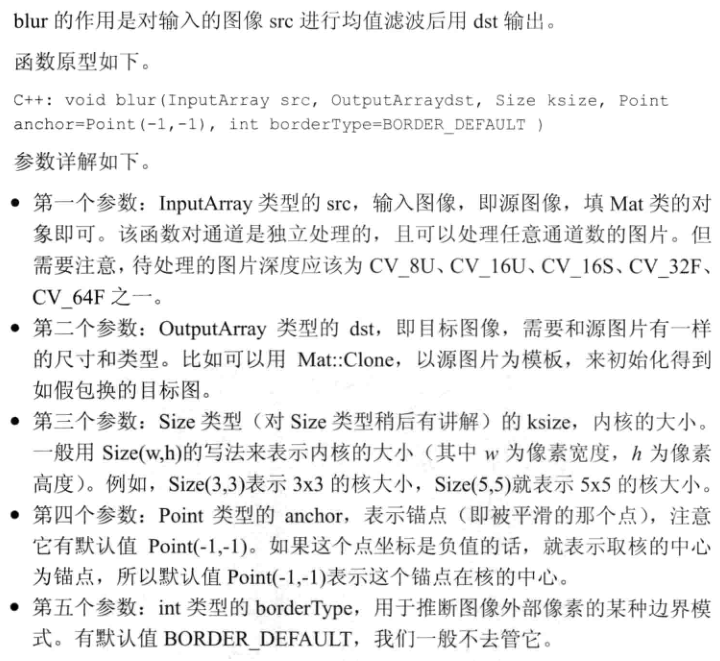 blur 的作用是对输入的图像 src 进行均值滤波后用 dst 输出。
函数原型如下。
C++: void blur(InputArray src, OutputArraydst, Size ksize, Point
anchor=Point(-1,-1), int borderType=BORDER_DEFAULT )
参数详解如下。
● 第一个参数：InputArray 类型的 src，输入图像，即源图像，填 Mat 类的对
象即可。该函数对通道是独立处理的，且可以处理任意通道数的图片。但
需要注意，待处理的图片深度应该为 CV_8U、CV_16U、CV_16S、CV_32F、
CV_64F 之一。
● 第二个参数：OutputArray 类型的 dst，即目标图像，需要和源图片有一样
的尺寸和类型。比如可以用 Mat::Clone，以源图片为模板，来初始化得到
如假包换的目标图。
● 第三个参数：Size 类型（对 Size 类型稍后有讲解）的 ksize，内核的大小。
一般用 Size(w,h)的写法来表示内核的大小（其中 w 为像素宽度，h 为像素
高度）。例如，Size(3,3)表示 3x3 的核大小，Size(5,5)就表示 5x5 的核大小。
● 第四个参数：Point 类型的 anchor，表示锚点（即被平滑的那个点），注意
它有默认值 Point(-1,-1)。如果这个点坐标是负值的话，就表示取核的中心
为锚点，所以默认值 Point(-1,-1)表示这个锚点在核的中心。
● 第五个参数：int 类型的 borderType，用于推断图像外部像素的某种边界模
式。有默认值 BORDER_DEFAULT，我们一般不去管它。